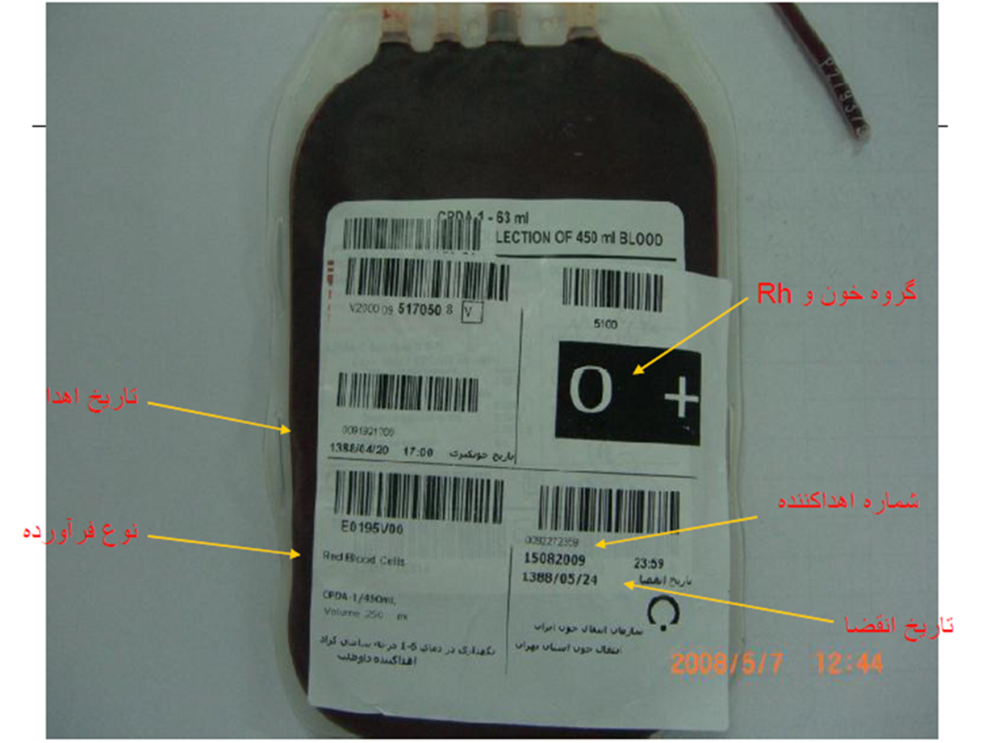 CPDA-1 - 63 ml
LECTION OF 450 ml BLOOD
V2000 09 517050 8 V
5100
گروه خون و Rh
O +
تاریخ اهدا
1388/04/20 17:00 تاریخ خونگیری
شماره اهداکننده
E0195V00
15082009 23:59
1388/05/24 تاریخ انقضا
نوع فرآورده
Red Blood Cells
CPDA-1/450mL
Volume 250 ml
تاریخ انقضا
سازمان انتقال خون ایران
انتقال خون استان تهران
نگهداری در دمای 6-1 درجه سانتی گراد
اهداکننده داوطلب
2008/5/7 12:44